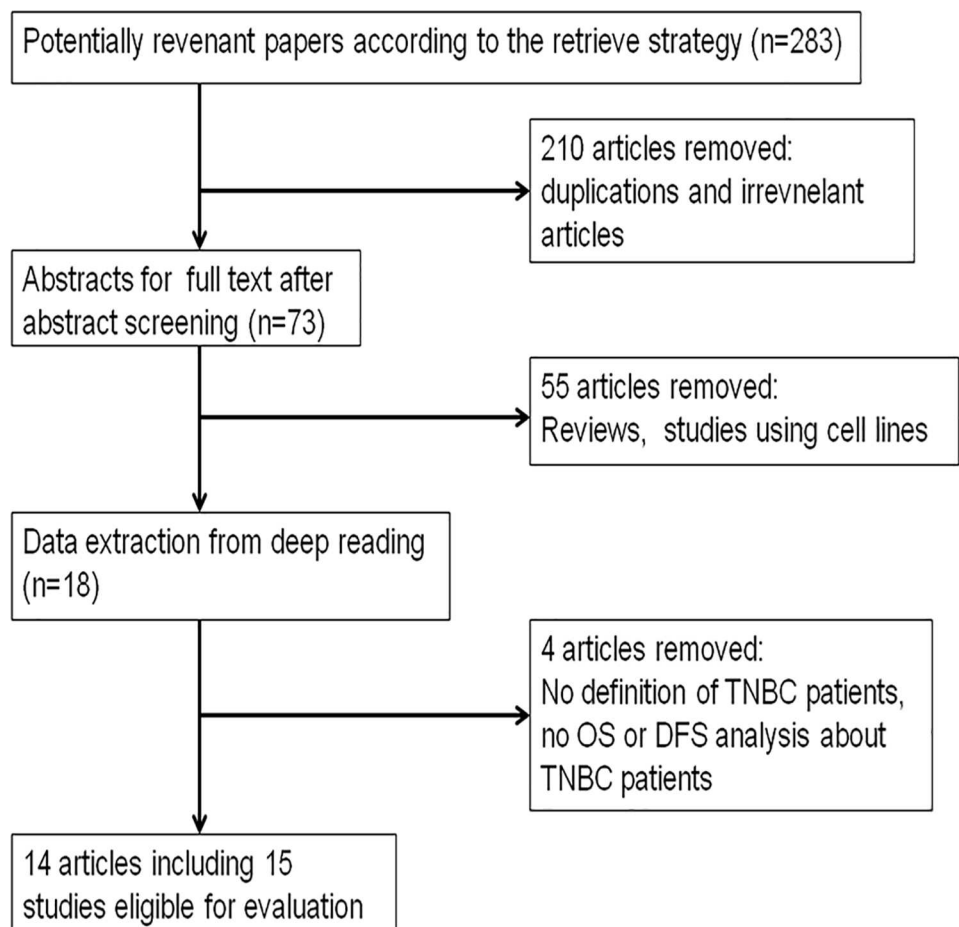 Potentially revenant papers according to the retrieve strategy (n=283)
210 articles removed:
duplications and irrevnelant
articles
Abstracts for full text after
abstract screening (n=73)
55 articles removed:
Reviews, studies using cell lines
Data extraction from deep reading
(n=18)
4 articles removed:
No definition of TNBC patients,
no OS or DFS analysis about
TNBC patients
14 articles including 15
studies eligible for evaluation